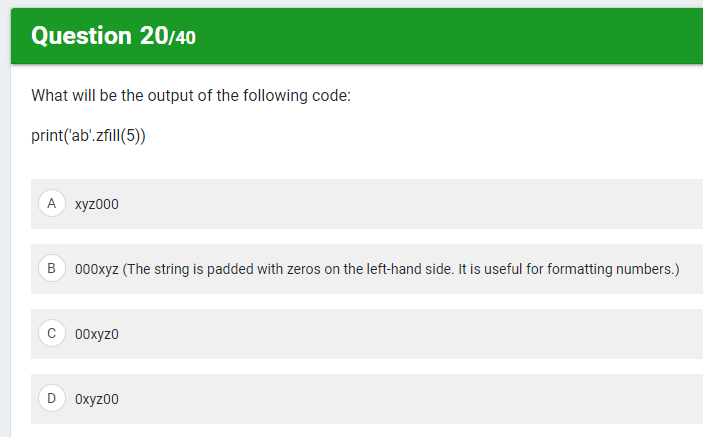 Question 20/40
What will be the output of the following code:
print('ab'.zfill(5))
A xyz000
B 000xyz (The string is padded with zeros on the left-hand side. It is useful for formatting numbers.)
C 00xyz0
D 0xyz00